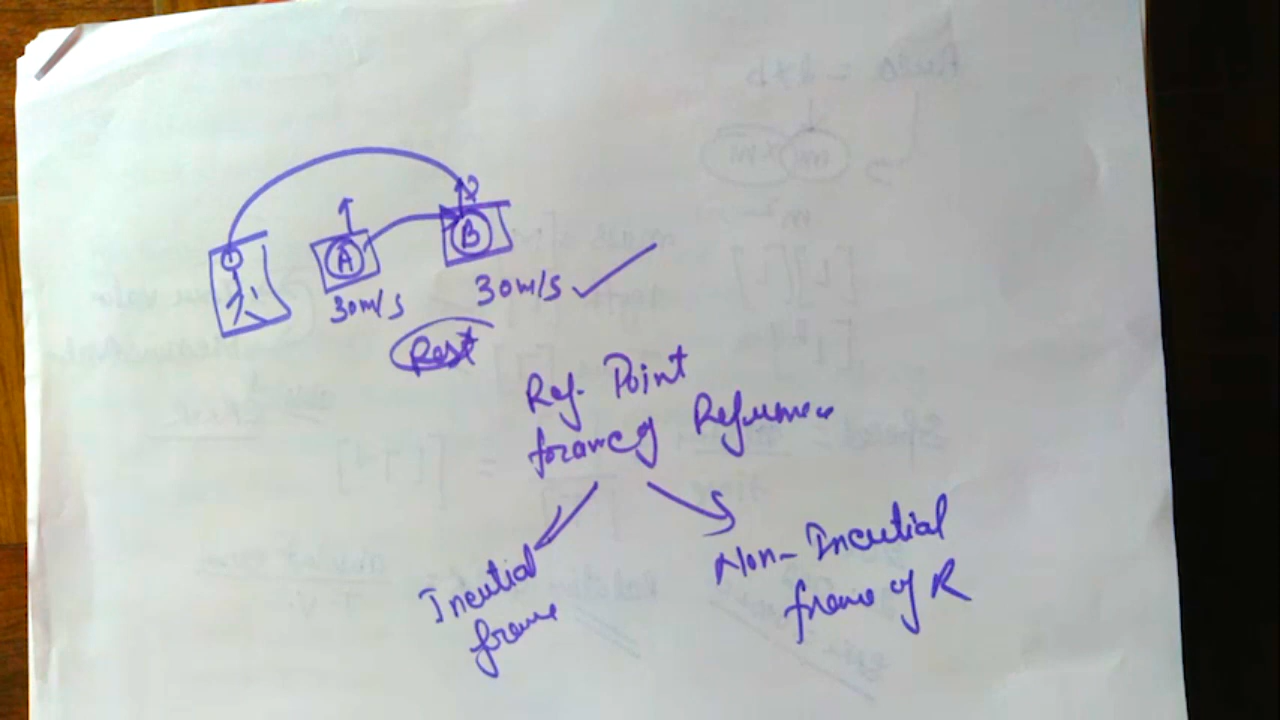 A
B
30m/s
30m/s
Rest
Ref. Point
frame of Reference
Inertial
frame
Non-Inertial
frame of R